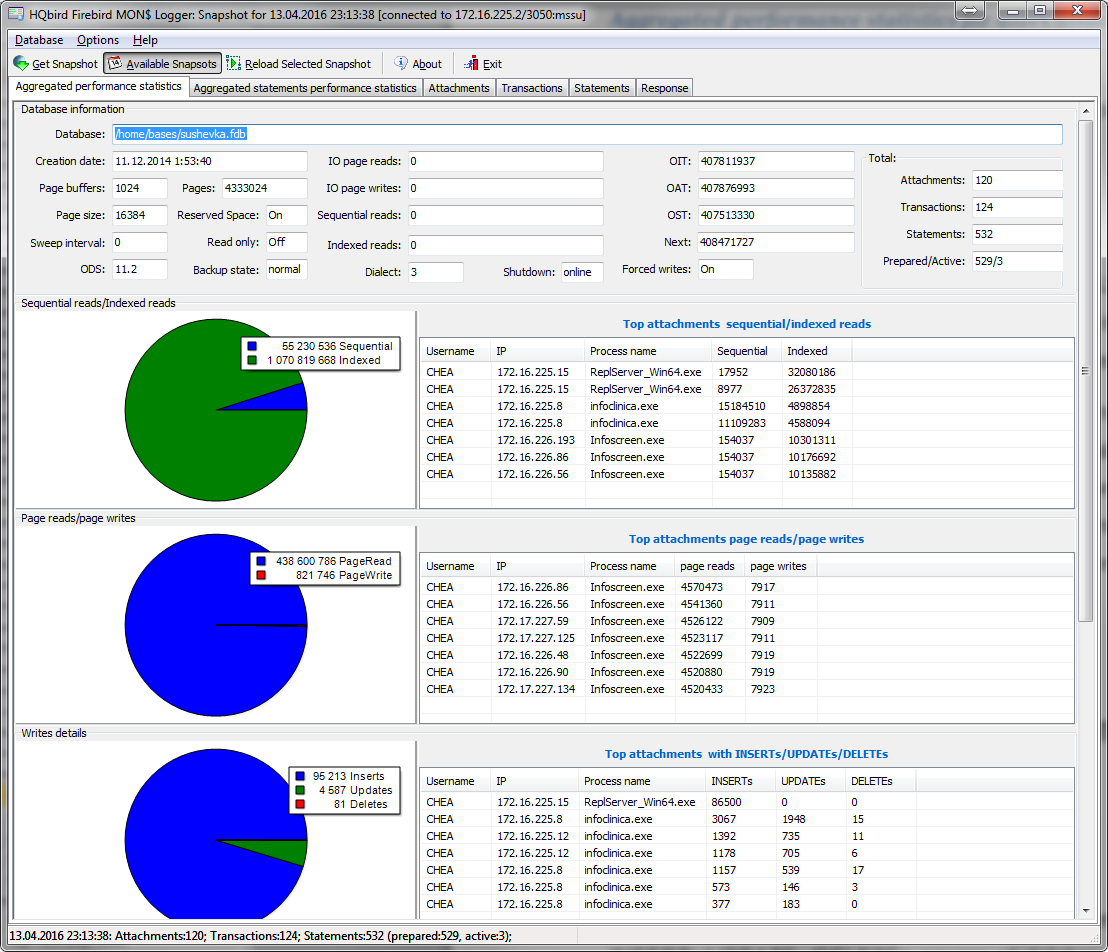 HQbird Firebird MON$ Logger: Snapshot for 13.04.2016 23:13:38 [connected to 172.16.225.2/3050:mssu]
Database Options Help
Get Snapshot Available Snapsots Reload Selected Snapshot About Exit
Aggregated performance statistics Aggregated statements performance statistics Attachments Transactions Statements Response
Database information
Database: /home/bases/sushevka.fdb
Creation date: 11.12.2014 1:53:40 IO page reads: 0 OIT: 407811937 Total:
Page buffers: 1024 Pages: 4333024 IO page writes: 0 OAT: 407876993 Attachments: 120
Page size: 16384 Reserved Space: On Sequential reads: 0 OST: 407513330 Transactions: 124
Sweep interval: 0 Read only: Off Indexed reads: 0 Next: 408471727 Statements: 532
ODS: 11.2 Backup state: normal Dialect: 3 Shutdown: online Forced writes: On Prepared/Active: 529/3
Sequential reads/Indexed reads
55 230 536 Sequential
1 070 819 668 Indexed
Top attachments sequential/indexed reads
Username IP Process name Sequential Indexed
CHEA 172.16.225.15 ReplServer_Win64.exe 17952 32080186
CHEA 172.16.225.15 ReplServer_Win64.exe 8977 26372835
CHEA 172.16.225.8 infoclinica.exe 15184510 4898854
CHEA 172.16.225.8 infoclinica.exe 11109283 4588094
CHEA 172.16.226.193 Infoscreen.exe 154037 10301311
CHEA 172.16.226.86 Infoscreen.exe 154037 10176692
CHEA 172.16.226.56 Infoscreen.exe 154037 10135882
Page reads/page writes
438 600 786 PageRead
821 746 PageWrite
Top attachments page reads/page writes
Username IP Process name page reads page writes
CHEA 172.16.226.86 Infoscreen.exe 4570473 7917
CHEA 172.16.226.56 Infoscreen.exe 4541360 7911
CHEA 172.17.227.59 Infoscreen.exe 4526122 7909
CHEA 172.17.227.125 Infoscreen.exe 4523117 7911
CHEA 172.16.226.48 Infoscreen.exe 4522699 7919
CHEA 172.16.226.90 Infoscreen.exe 4520880 7919
CHEA 172.17.227.134 Infoscreen.exe 4520433 7923
Writes details
95 213 Inserts
4 587 Updates
81 Deletes
Top attachments with INSERTs/UPDATEs/DELETEs
Username IP Process name INSERTs UPDATEs DELETEs
CHEA 172.16.225.15 ReplServer_Win64.exe 86500 0 0
CHEA 172.16.225.8 infoclinica.exe 3067 1948 15
CHEA 172.16.225.12 infoclinica.exe 1392 735 11
CHEA 172.16.225.12 infoclinica.exe 1178 705 6
CHEA 172.16.225.8 infoclinica.exe 1157 539 17
CHEA 172.16.225.8 infoclinica.exe 573 146 3
CHEA 172.16.225.8 infoclinica.exe 377 183 0
13.04.2016 23:13:38: Attachments:120; Transactions:124; Statements:532 (prepared:529, active:3);